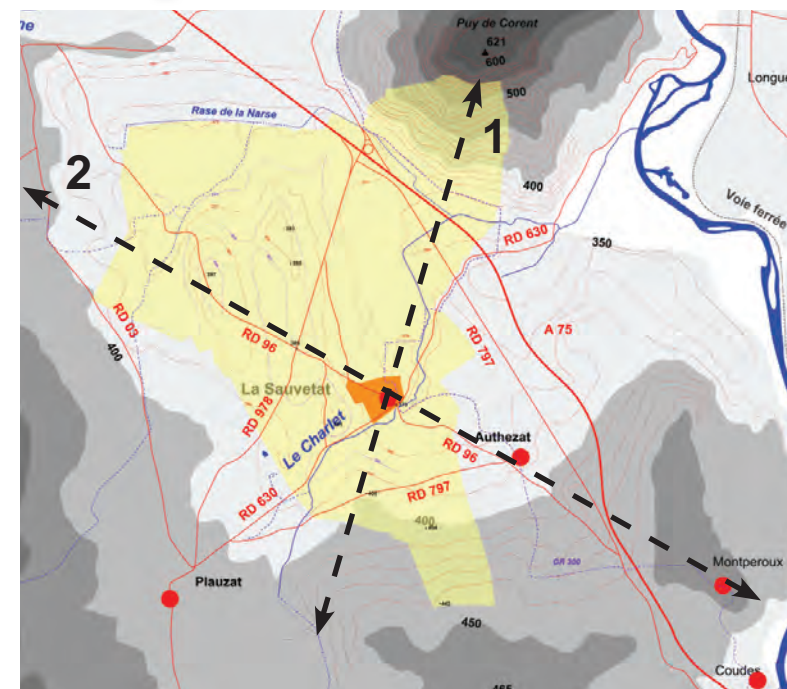 ne
Puy de Corent
621
600
500
Longue
Rase de la Narse
1
2
400
Voie ferrée
RD 630
350
RD 03
RD 96
RD 797
A 75
400
La Sauvetat
RD 978
Le Charlet
Authezat
RD 96
RD 797
RD 630
400
GR 300
Montperoux
Plauzat
450
Coudes
465